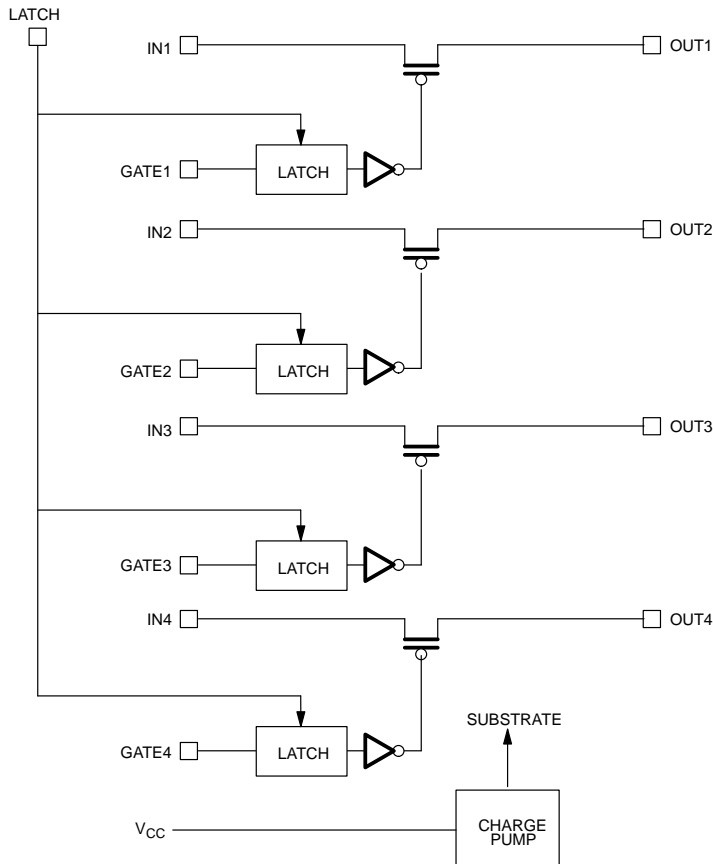 LATCH
IN1
OUT1
GATE1
LATCH
IN2
OUT2
GATE2
LATCH
IN3
OUT3
GATE3
LATCH
IN4
OUT4
SUBSTRATE
GATE4
LATCH
VCC
CHARGE
PUMP